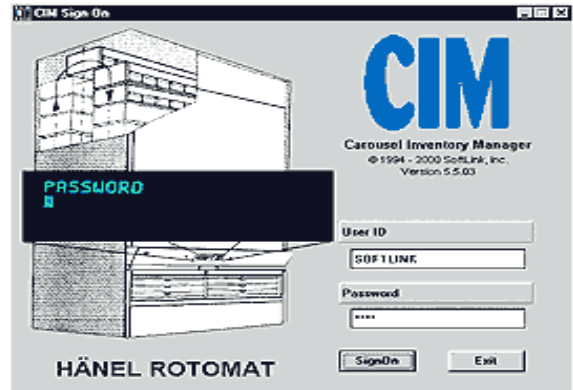 CIM Sign On
CIM
Carousel Inventory Manager
© 1994 - 2000 SoftLink, Inc.
Version 5.5.03
PASSWORD
User ID
SOFTLINK
Password
****
SignOn
Exit
HÄNEL ROTOMAT